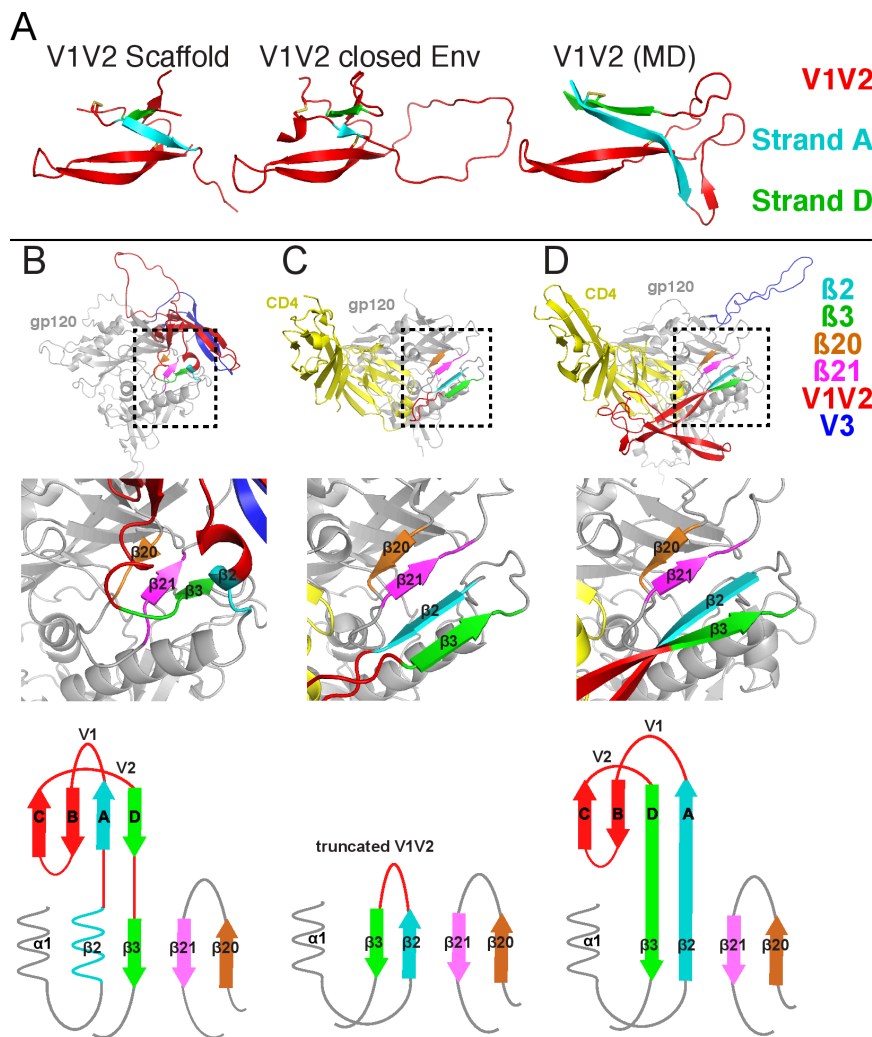 A
V1V2 Scaffold V1V2 closed Env V1V2 (MD) V1V2
Strand A
Strand D
B C D
CD4 gp120 gp120 CD4 gp120
ß2
ß3
ß20
ß21
V1V2
V3
β20 β21 β3 β2
β20 β21 β2 β3
β20 β21 β2 β3
V1
V2
C B A D
α1 β2 β3 β21 β20
truncated V1V2
α1 β3 β2 β21 β20
V1
V2
C B D A
α1 β3 β2 β21 β20